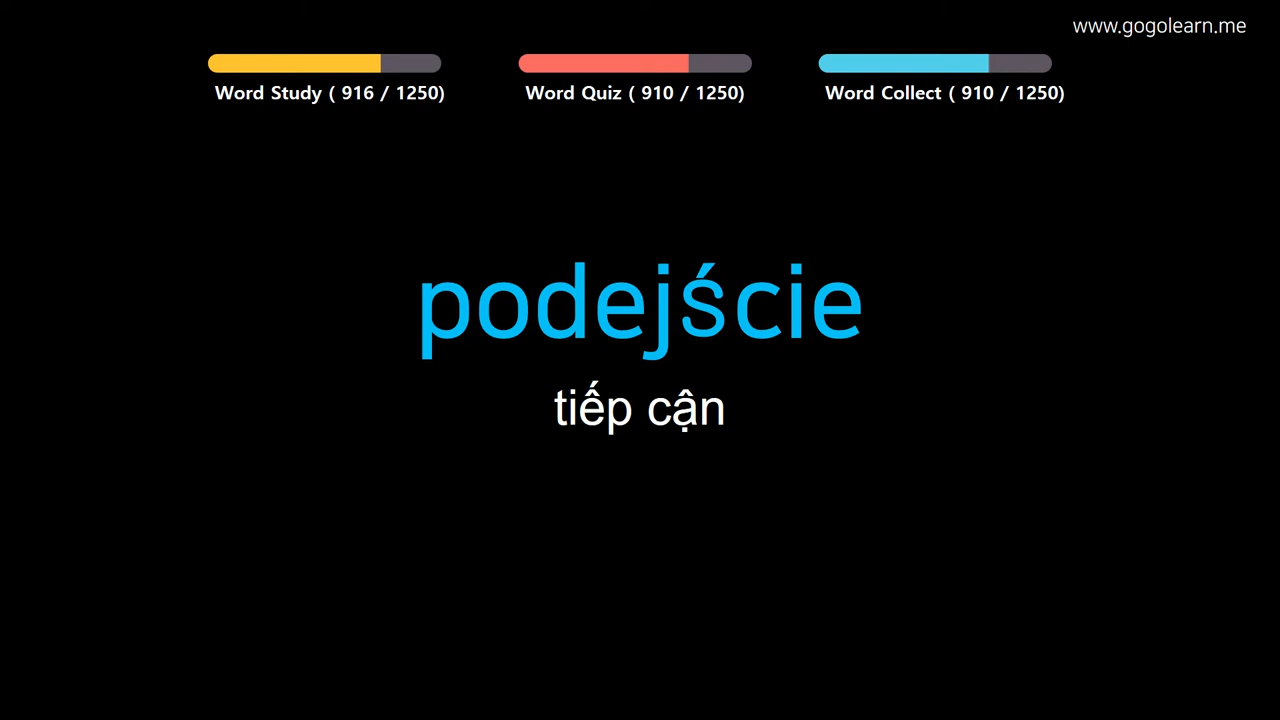 www.gogolearn.me
Word Study ( 916 / 1250)
Word Quiz ( 910 / 1250)
Word Collect ( 910 / 1250)
podejście
tiếp cận